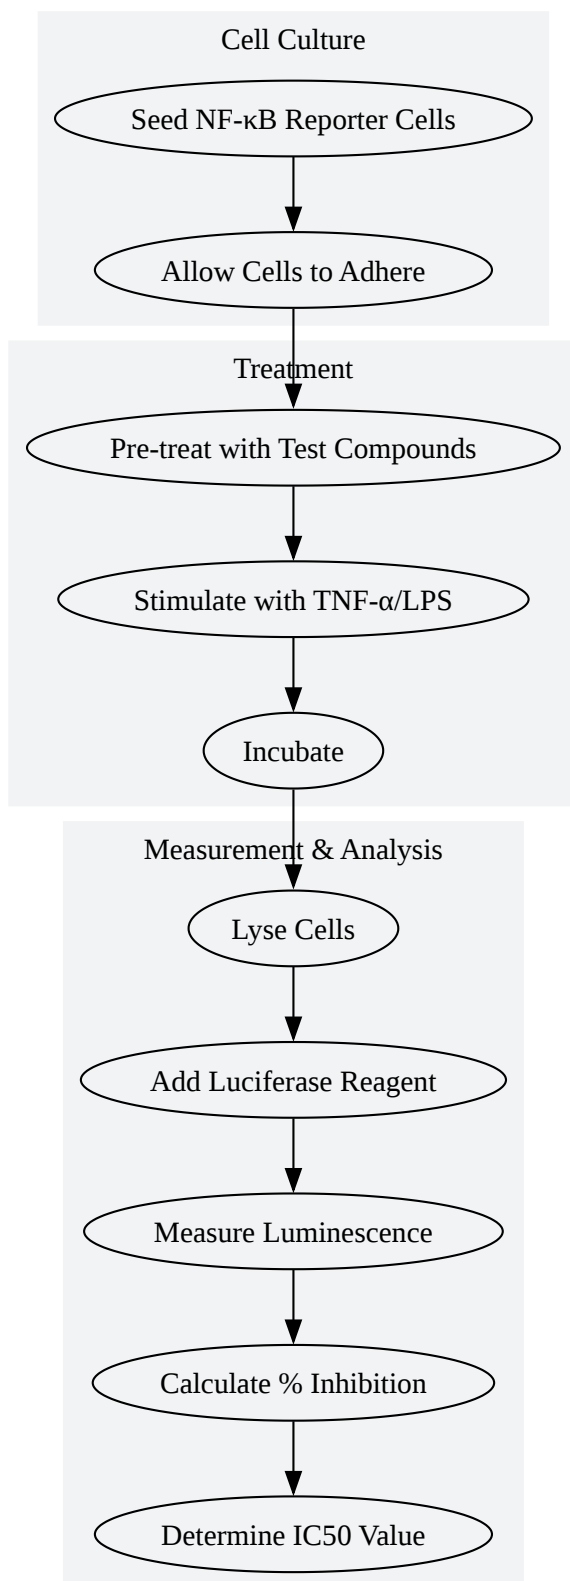 Cell Culture
Seed NF-κB Reporter Cells
Allow Cells to Adhere
Treatment
Pre-treat with Test Compounds
Stimulate with TNF-α/LPS
Incubate
Measurement & Analysis
Lyse Cells
Add Luciferase Reagent
Measure Luminescence
Calculate % Inhibition
Determine IC50 Value